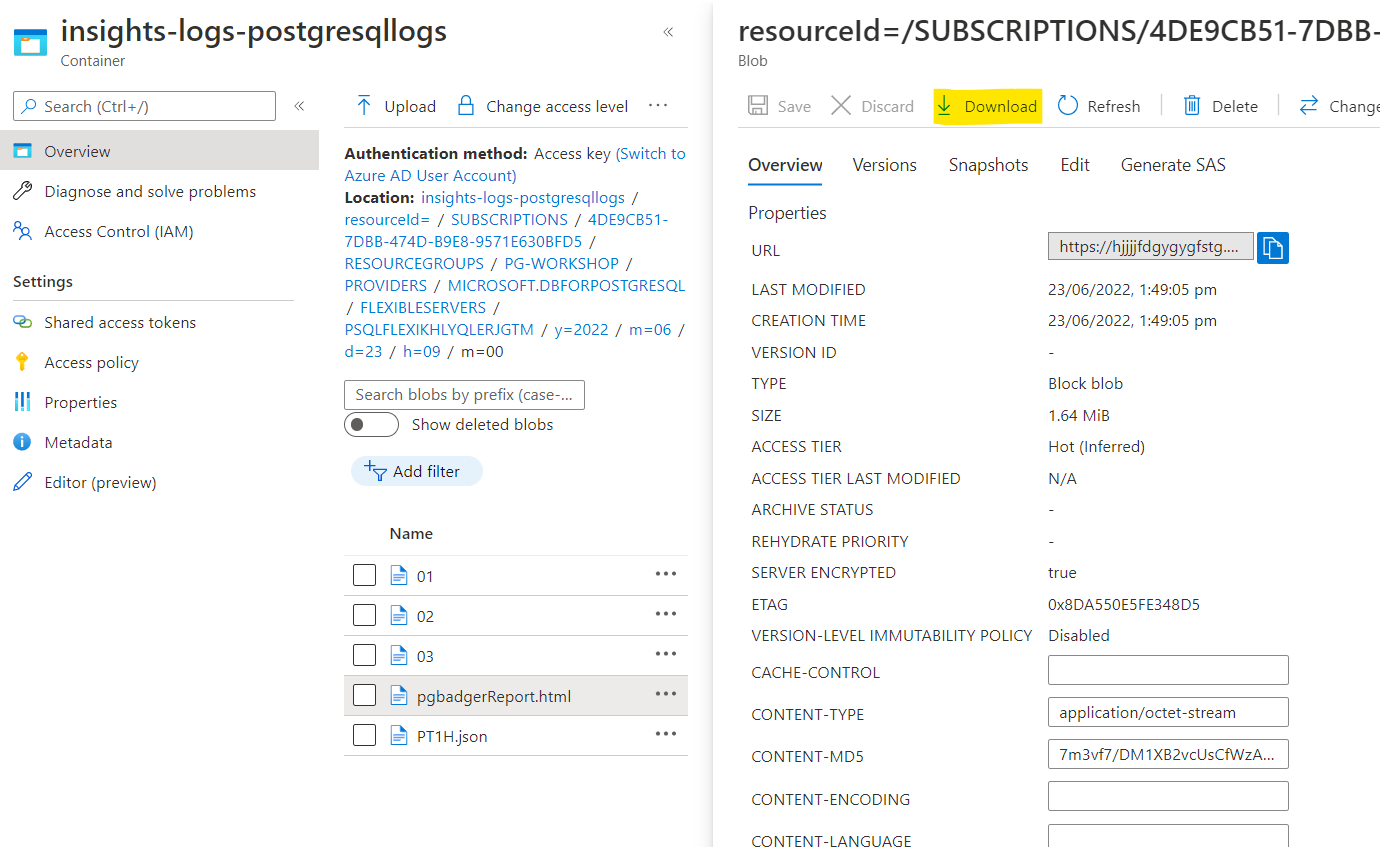 insights-logs-postgresqllogs
Container
«
Search (Ctrl+/)
«
Overview
Diagnose and solve problems
Access Control (IAM)
Settings
Shared access tokens
Access policy
Properties
Metadata
Editor (preview)
Upload
Change access level
···
Authentication method: Access key (Switch to
Azure AD User Account)
Location: insights-logs-postgresqllogs /
resourceId= / SUBSCRIPTIONS / 4DE9CB51-
7DBB-474D-B9E8-9571E630BFD5 /
RESOURCEGROUPS / PG-WORKSHOP /
PROVIDERS / MICROSOFT.DBFORPOSTGRESQL
/ FLEXIBLESERVERS /
PSQLFLEXIKHLYQLERJGTM / y=2022 / m=06 /
d=23 / h=09 / m=00
Search blobs by prefix (case-...
Show deleted blobs
Add filter
Name
01
02
03
pgbadgerReport.html
PT1H.json
resourceId=/SUBSCRIPTIONS/4DE9CB51-7DBB-
Blob
Save Discard Download Refresh Delete Change
Overview Versions Snapshots Edit Generate SAS
Properties
URL https://hjjjjfdgygygfstg....
LAST MODIFIED 23/06/2022, 1:49:05 pm
CREATION TIME 23/06/2022, 1:49:05 pm
VERSION ID -
TYPE Block blob
SIZE 1.64 MiB
ACCESS TIER Hot (Inferred)
ACCESS TIER LAST MODIFIED N/A
ARCHIVE STATUS -
REHYDRATE PRIORITY -
SERVER ENCRYPTED true
ETAG 0x8DA550E5FE348D5
VERSION-LEVEL IMMUTABILITY POLICY Disabled
CACHE-CONTROL
CONTENT-TYPE application/octet-stream
CONTENT-MD5 7m3vf7/DM1XB2vcUsCfWzA...
CONTENT-ENCODING
CONTENT-LANGUAGE